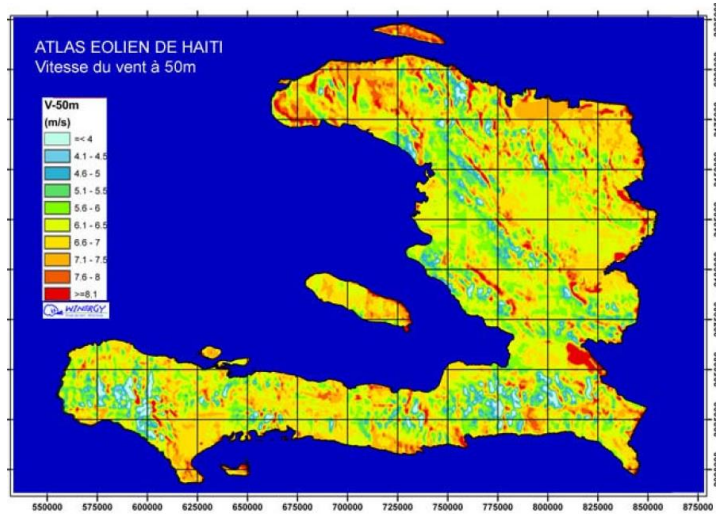 ATLAS EOLIEN DE HAITI
Vitesse du vent à 50m
V-50m
(m/s)
=< 4
4.1 - 4.5
4.6 - 5
5.1 - 5.5
5.6 - 6
6.1 - 6.5
6.6 - 7
7.1 - 7.5
7.6 - 8
>=8.1
WINERGY
550000 575000 600000 625000 650000 675000 700000 725000 750000 775000 800000 825000 850000 875000